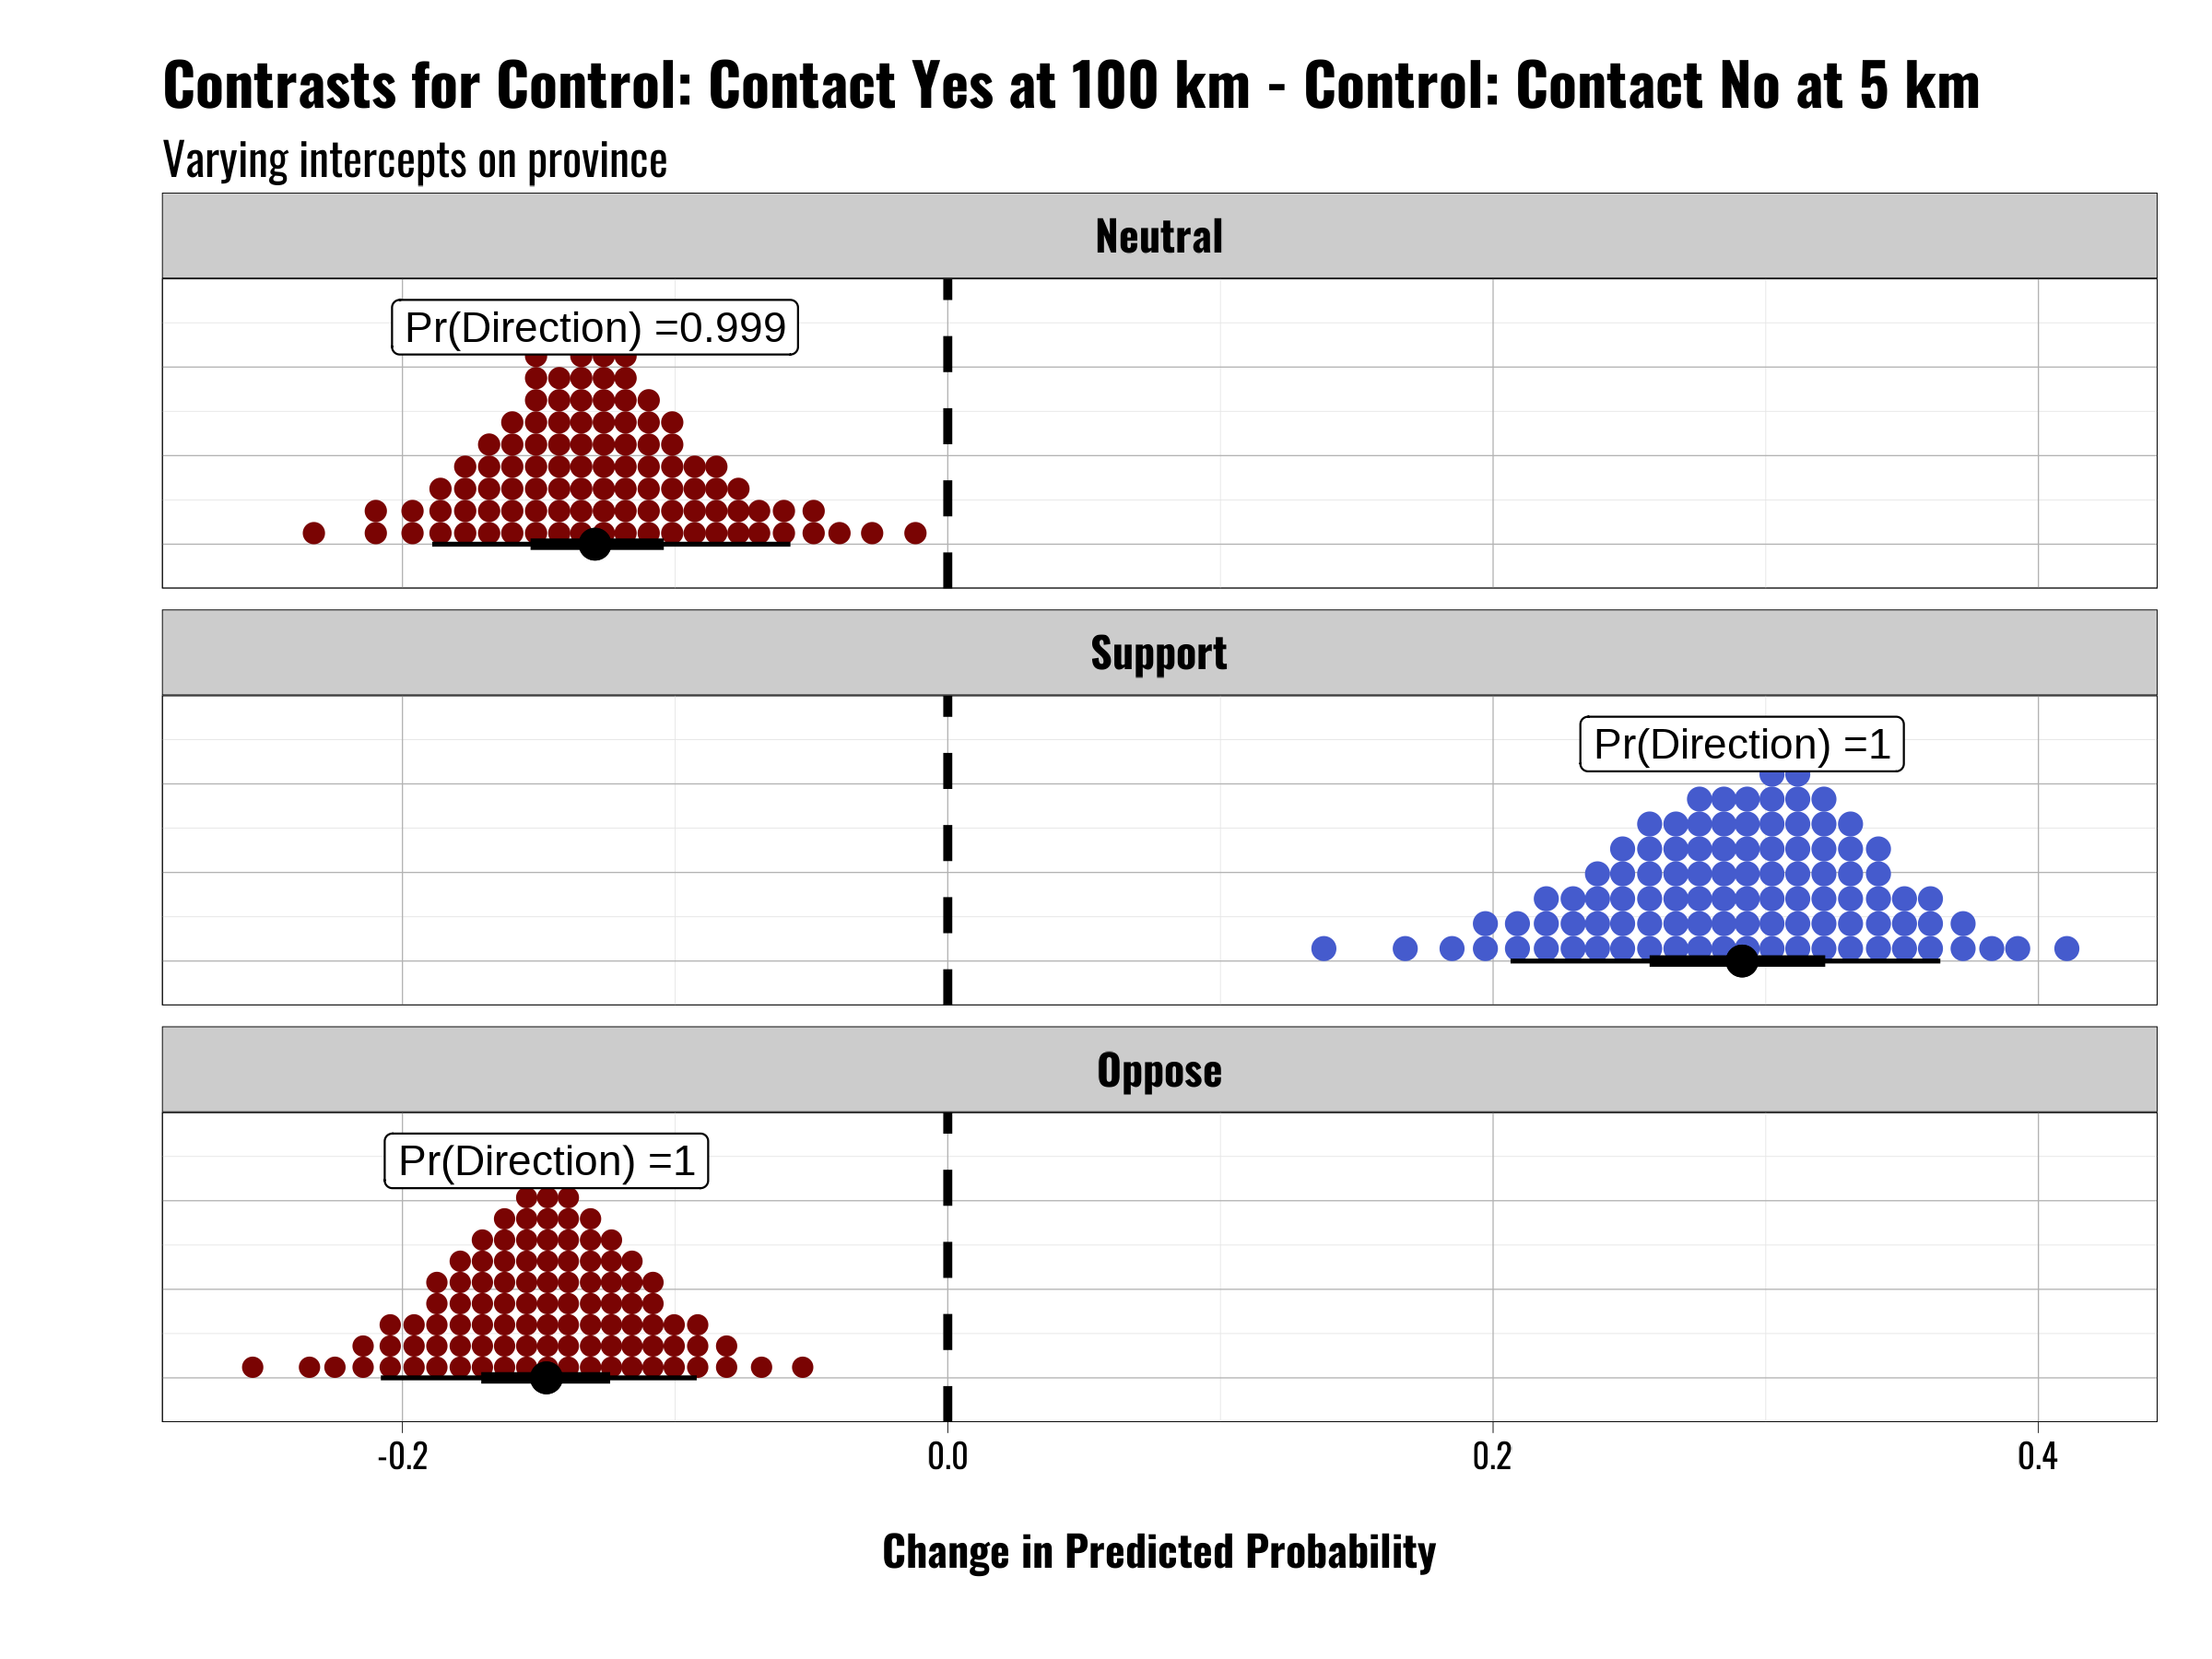 Contrasts for Control: Contact Yes at 100 km - Control: Contact No at 5 km
Varying intercepts on province
Neutral
Pr(Direction) =0.999
Support
Pr(Direction) =1
Oppose
Pr(Direction) =1
-0.2 0.0 0.2 0.4
Change in Predicted Probability